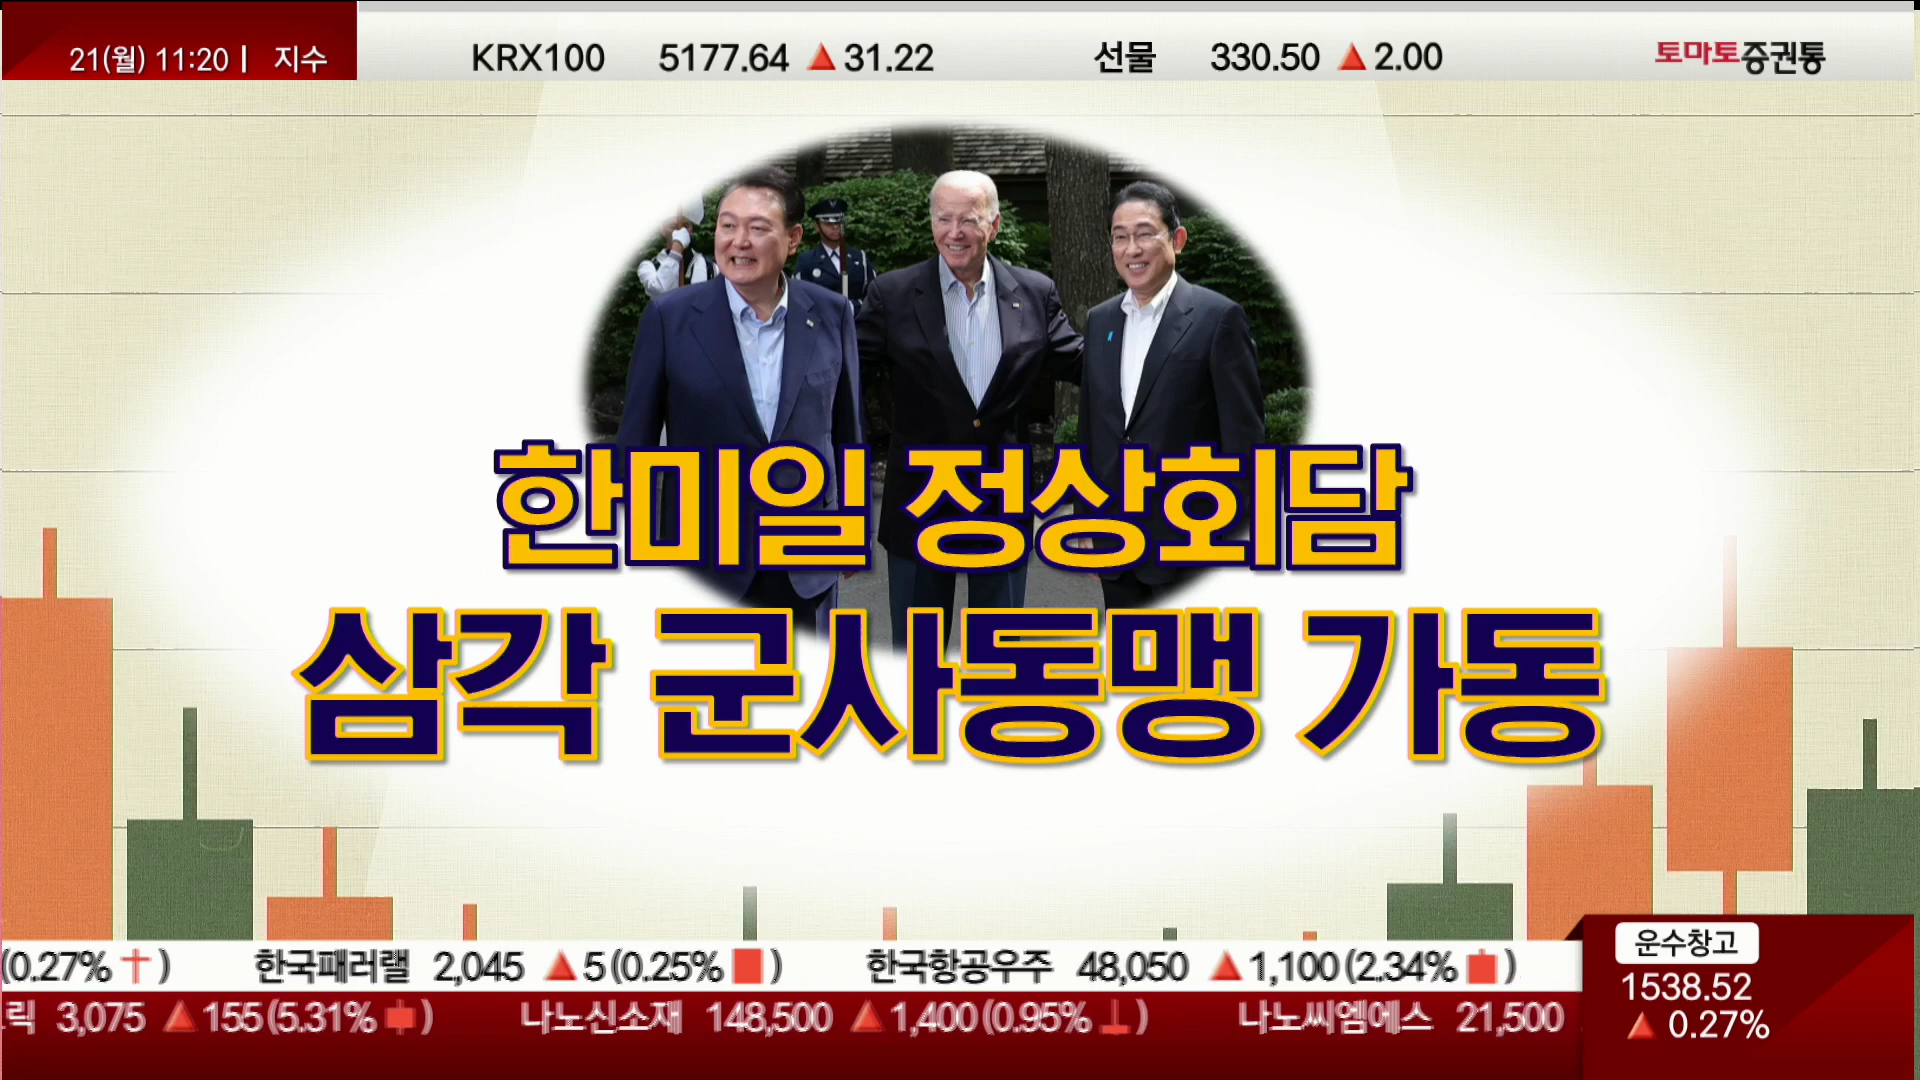 21(월) 11:20 | 지수 KRX100 5177.64 ▲31.22 선물 330.50 ▲2.00 토마토증권통
한미일 정상회담
삼각 군사동맹 가동
(0.27% ) 한국패러랠 2,045 ▲5(0.25% ) 한국항공우주 48,050 ▲1,100(2.34% )
릭 3,075 ▲155(5.31% ) 나노신소재 148,500 ▲1,400(0.95% ) 나노씨엠에스 21,500
운수창고
1538.52
▲ 0.27%